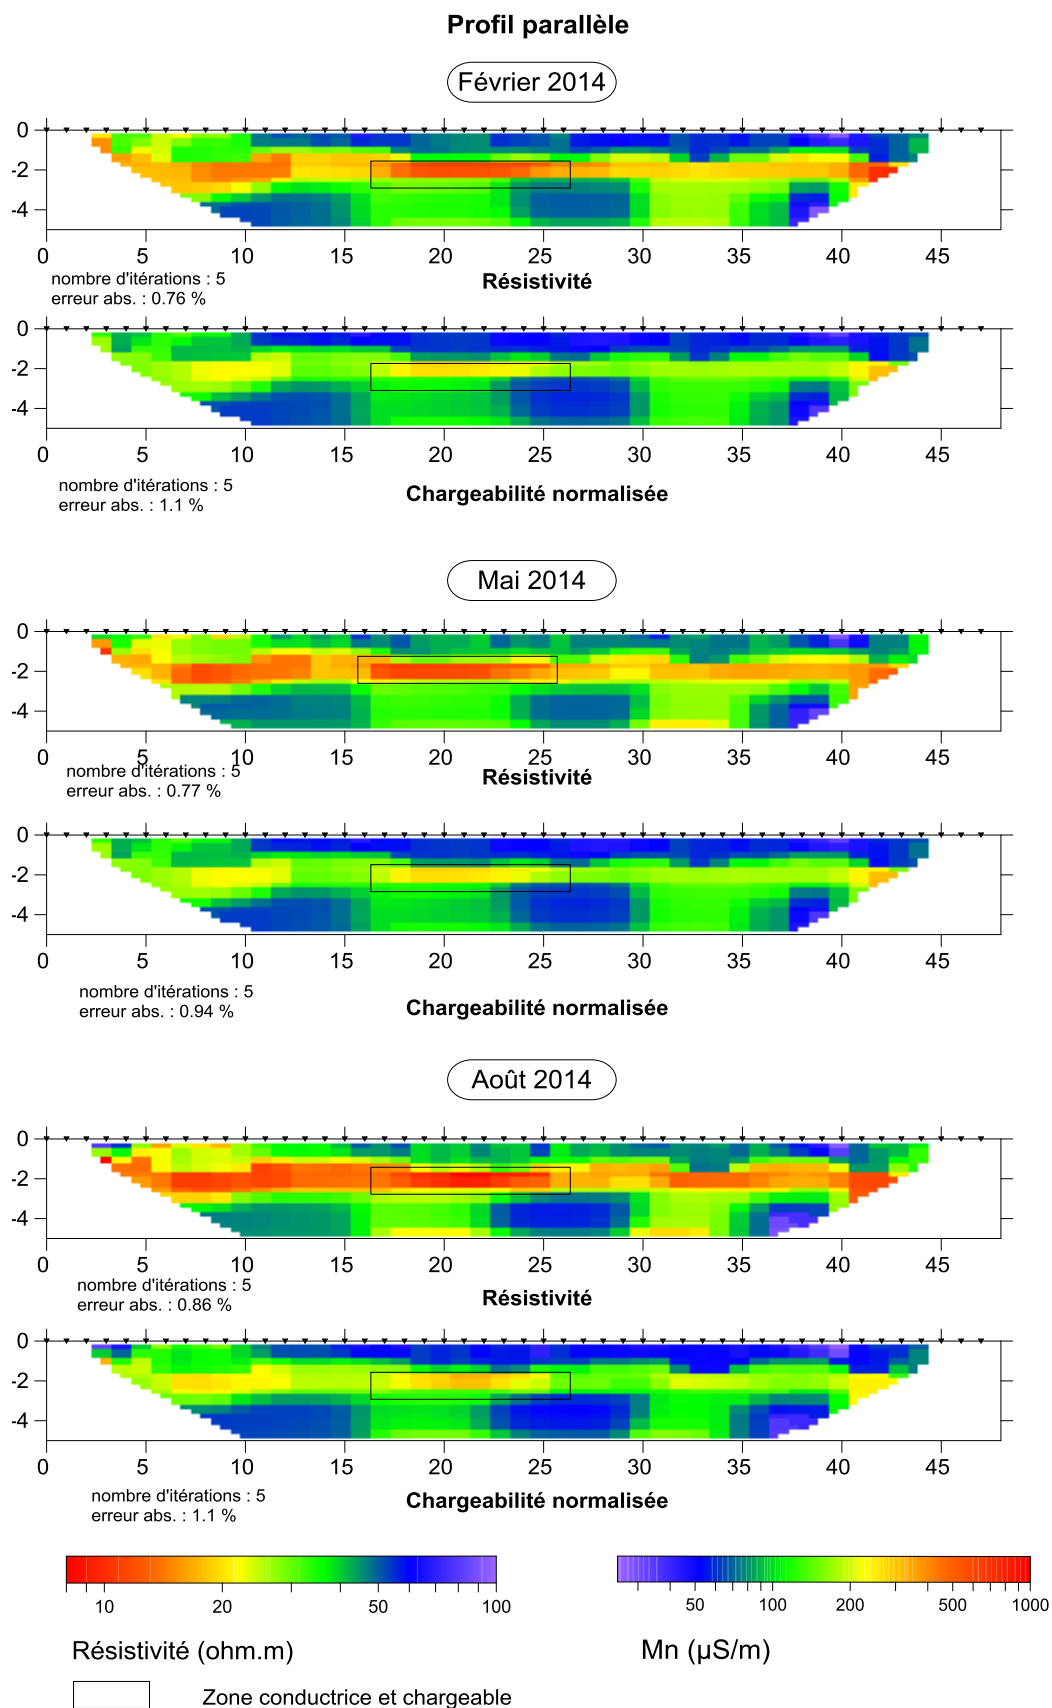 Profil parallèle
Février 2014
0
-2
-4
0 5 10 15 20 25 30 35 40 45
nombre d'itérations : 5
erreur abs. : 0.76 %
Résistivité
0
-2
-4
0 5 10 15 20 25 30 35 40 45
nombre d'itérations : 5
erreur abs. : 1.1 %
Chargeabilité normalisée
Mai 2014
0
-2
-4
0 5 10 15 20 25 30 35 40 45
nombre d'itérations : 5
erreur abs. : 0.77 %
Résistivité
0
-2
-4
0 5 10 15 20 25 30 35 40 45
nombre d'itérations : 5
erreur abs. : 0.94 %
Chargeabilité normalisée
Août 2014
0
-2
-4
0 5 10 15 20 25 30 35 40 45
nombre d'itérations : 5
erreur abs. : 0.86 %
Résistivité
0
-2
-4
0 5 10 15 20 25 30 35 40 45
nombre d'itérations : 5
erreur abs. : 1.1 %
Chargeabilité normalisée
10 20 50 100
50 100 200 500 1000
Résistivité (ohm.m)
Mn (µS/m)
Zone conductrice et chargeable